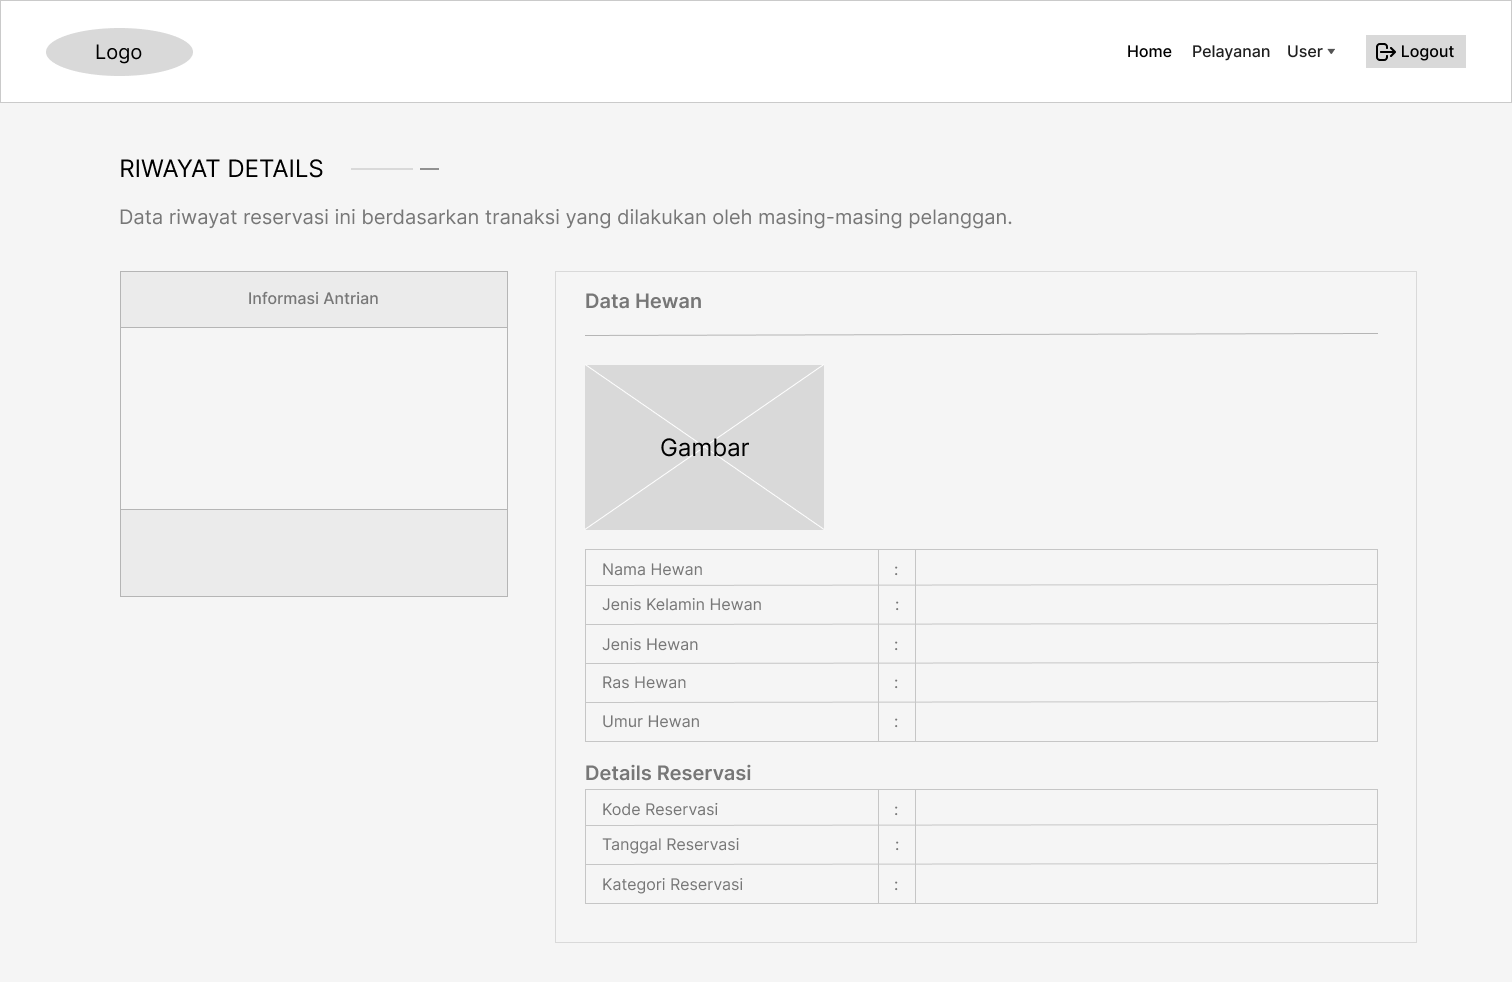 Logo
Home
Pelayanan
User
Logout
RIWAYAT DETAILS
Data riwayat reservasi ini berdasarkan tranaksi yang dilakukan oleh masing-masing pelanggan.
Informasi Antrian
Data Hewan
Gambar
Nama Hewan :
Jenis Kelamin Hewan :
Jenis Hewan :
Ras Hewan :
Umur Hewan :
Details Reservasi
Kode Reservasi :
Tanggal Reservasi :
Kategori Reservasi :